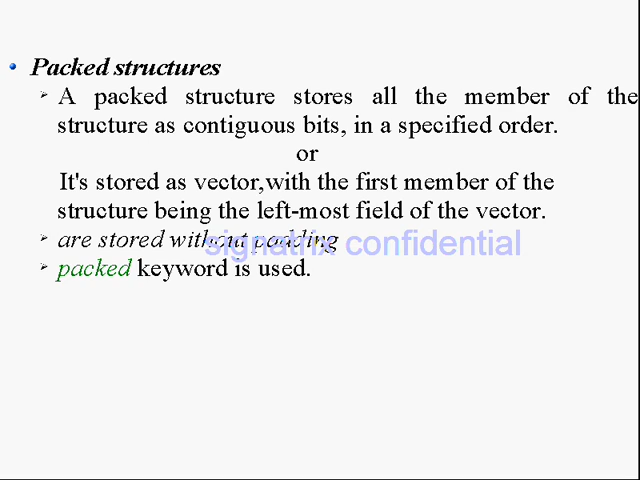 Packed structures
A packed structure stores all the member of the
structure as contiguous bits, in a specified order.
or
It's stored as vector,with the first member of the
structure being the left-most field of the vector.
are stored without padding
signatrix confidential
packed keyword is used.